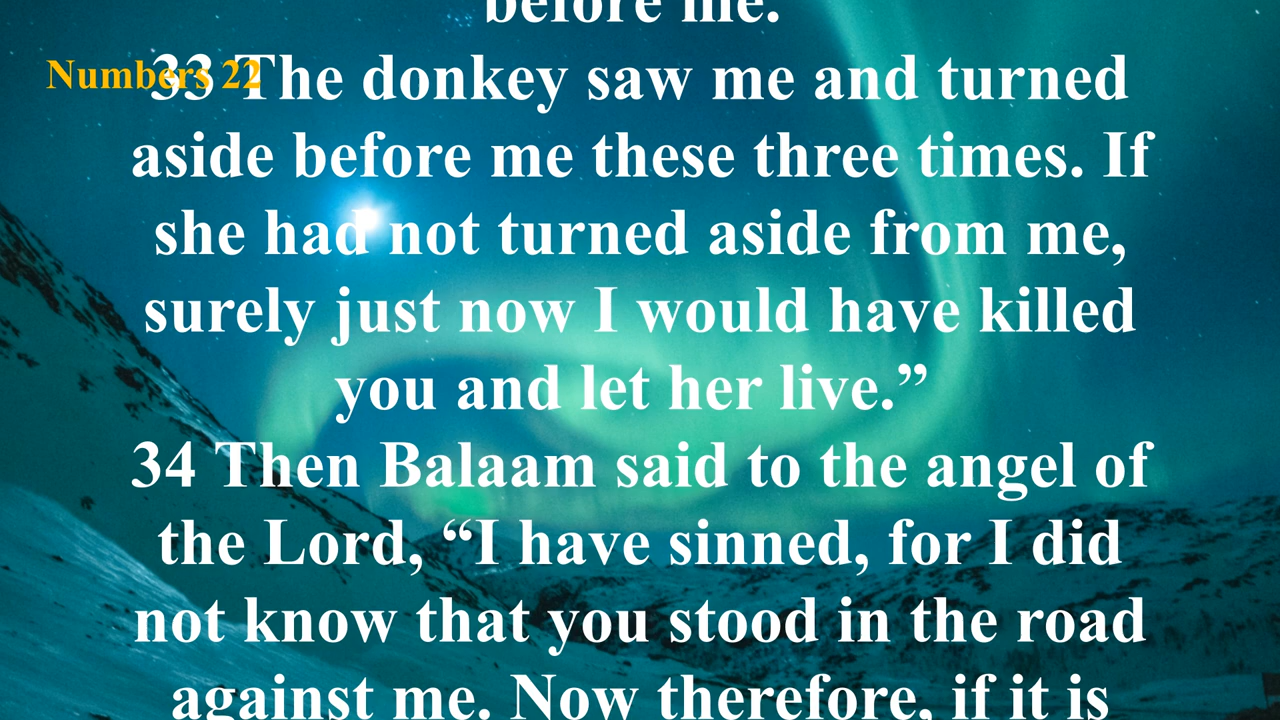 before me.
Numbers 22
33 The donkey saw me and turned
aside before me these three times. If
she had not turned aside from me,
surely just now I would have killed
you and let her live.”
34 Then Balaam said to the angel of
the Lord, “I have sinned, for I did
not know that you stood in the road
against me. Now therefore, if it is